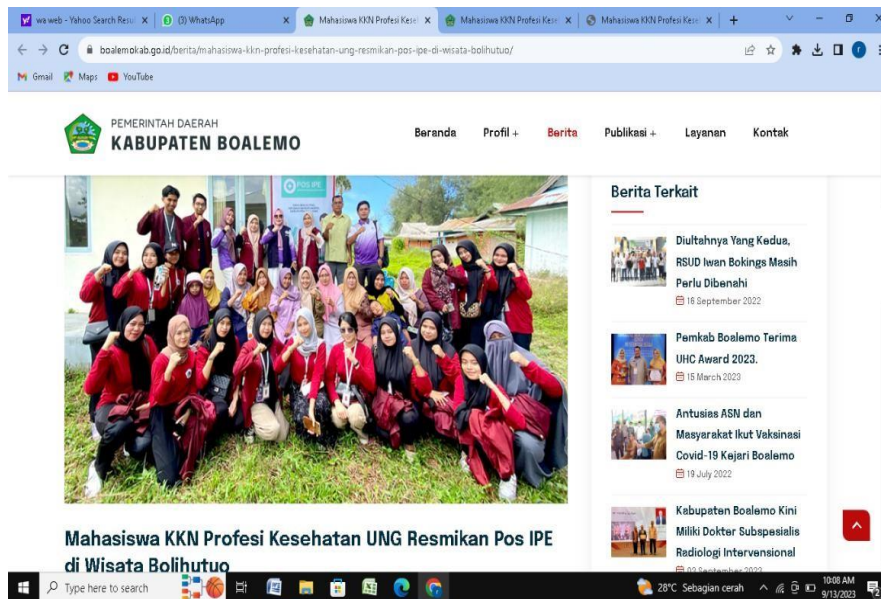 wa web - Yahoo Search Resul
(3) WhatsApp
Mahasiswa KKN Profesi Keseh
Mahasiswa KKN Profesi Kese
Mahasiswa KKN Profesi Kese
boalemokab.go.id/berita/mahasiswa-kkn-profesi-kesehatan-ung-resmikan-pos-ipe-di-wisata-bolihutuo/
Gmail
Maps
YouTube
PEMERINTAH DAERAH
KABUPATEN BOALEMO
Beranda
Profil +
Berita
Publikasi +
Layanan
Kontak
POS IPE
Mahasiswa KKN Profesi Kesehatan UNG Resmikan Pos IPE
di Wisata Bolihutuo
Berita Terkait
Diultahnya Yang Kedua,
RSUD Iwan Bokings Masih
Perlu Dibenahi
16 September 2022
Pemkab Boalemo Terima
UHC Award 2023.
15 March 2023
Antusias ASN dan
Masyarakat Ikut Vaksinasi
Covid-19 Kejari Boalemo
19 July 2022
Kabupaten Boalemo Kini
Miliki Dokter Subspesialis
Radiologi Intervensional
03 September 2023
Type here to search
28°C Sebagian cerah
10:08 AM
9/13/2023